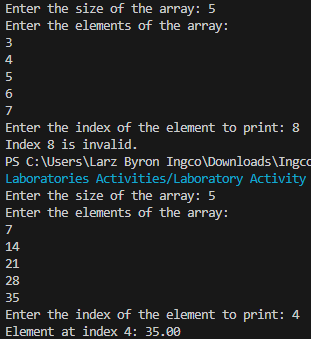 Enter the size of the array: 5
Enter the elements of the array:
3
4
5
6
7
Enter the index of the element to print: 8
Index 8 is invalid.
PS C:\Users\Larz Byron Ingco\Downloads\Ingco
Laboratories Activities/Laboratory Activity
Enter the size of the array: 5
Enter the elements of the array:
7
14
21
28
35
Enter the index of the element to print: 4
Element at index 4: 35.00